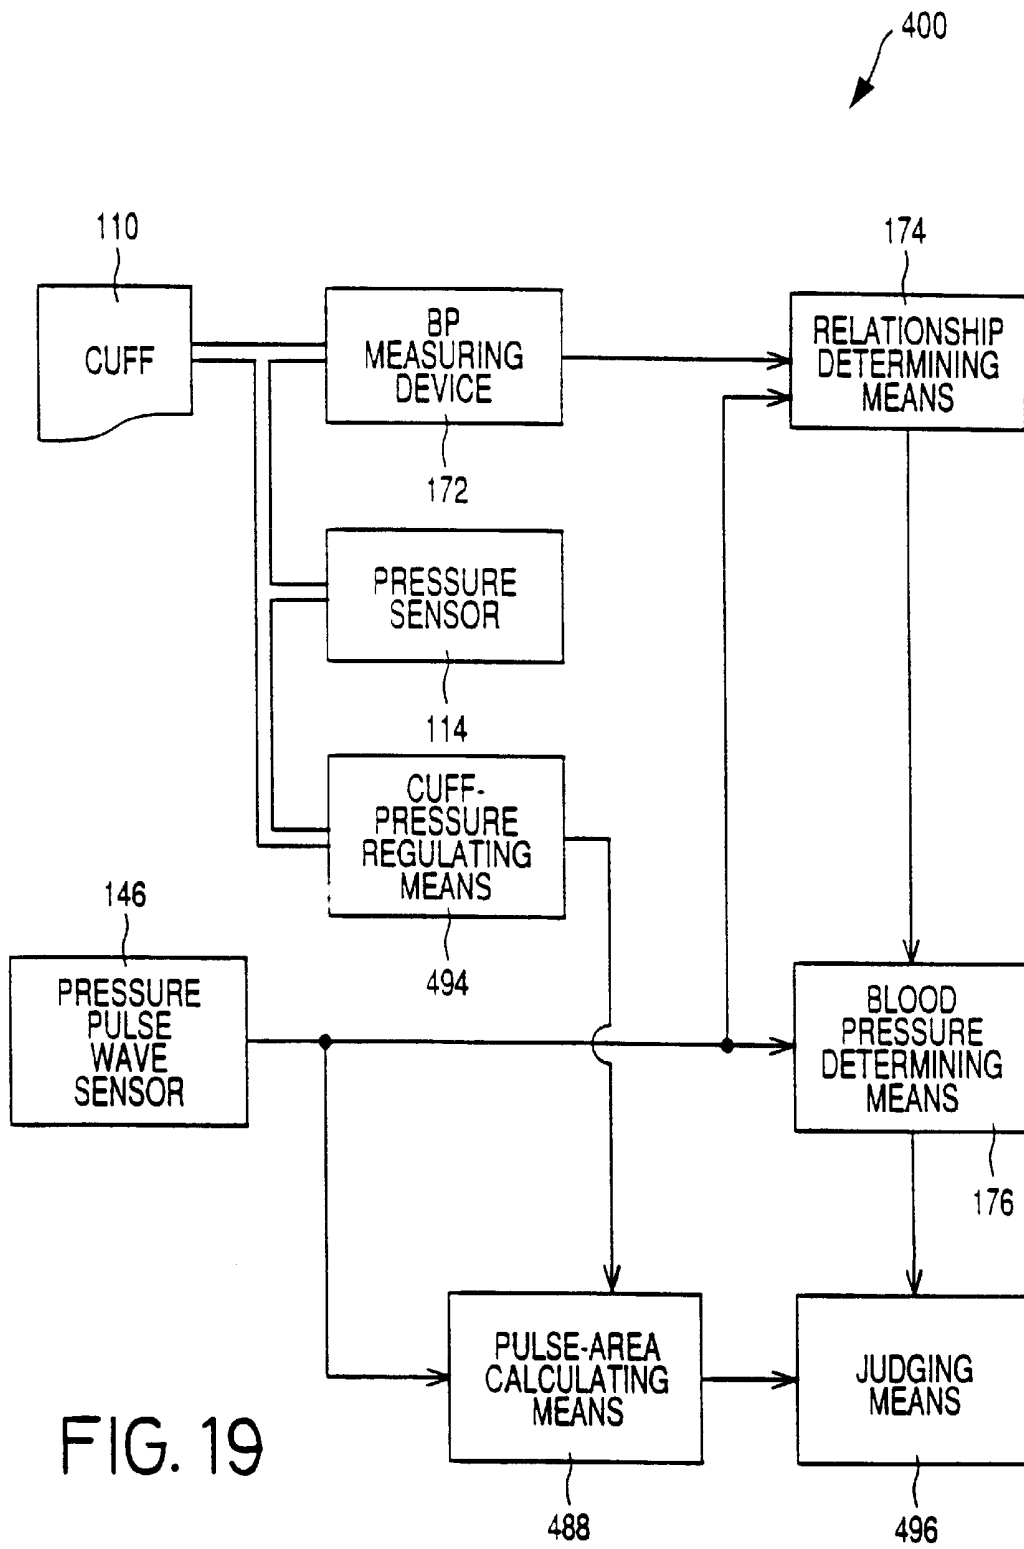 400
110
174
CUFF
BP
MEASURING
DEVICE
RELATIONSHIP
DETERMINING
MEANS
172
PRESSURE
SENSOR
114
CUFF-
PRESSURE
REGULATING
MEANS
494
146
PRESSURE
PULSE
WAVE
SENSOR
BLOOD
PRESSURE
DETERMINING
MEANS
176
PULSE-AREA
CALCULATING
MEANS
JUDGING
MEANS
FIG. 19
488
496